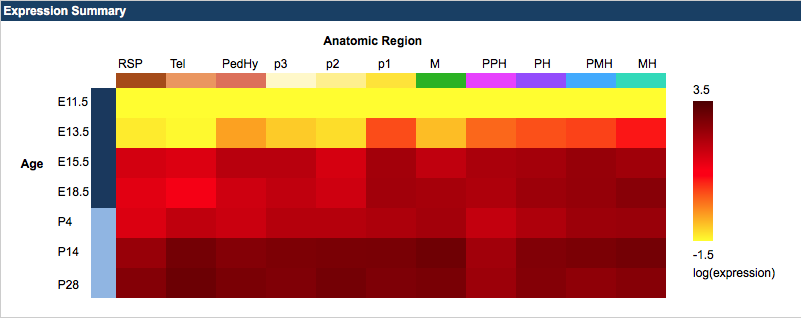 Expression Summary
Anatomic Region
RSP Tel PedHy p3 p2 p1 M PPH PH PMH MH
3.5
E11.5
E13.5
E15.5
Age
E18.5
P4
P14
-1.5
log(expression)
P28